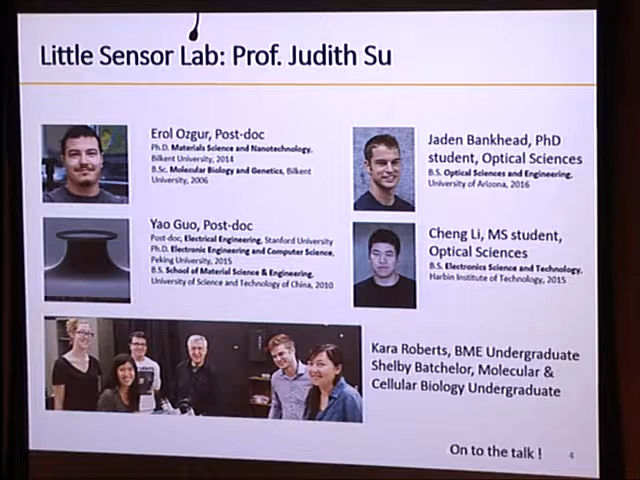 Little Sensor Lab: Prof. Judith Su
Erol Ozgur, Post-doc
Ph.D. Materials Science and Nanotechnology,
Bilkent University, 2014
B.Sc. Molecular Biology and Genetics, Bilkent
University, 2006
Jaden Bankhead, PhD
student, Optical Sciences
B.S. Optical Sciences and Engineering,
University of Arizona, 2016
Yao Guo, Post-doc
Post-doc, Electrical Engineering, Stanford University
Ph.D. Electronic Engineering and Computer Science,
Peking University, 2015
B.S. School of Material Science & Engineering,
University of Science and Technology of China, 2010
Cheng Li, MS student,
Optical Sciences
B.S. Electronics Science and Technology,
Harbin Institute of Technology, 2015
Kara Roberts, BME Undergraduate
Shelby Batchelor, Molecular &
Cellular Biology Undergraduate
On to the talk !
4